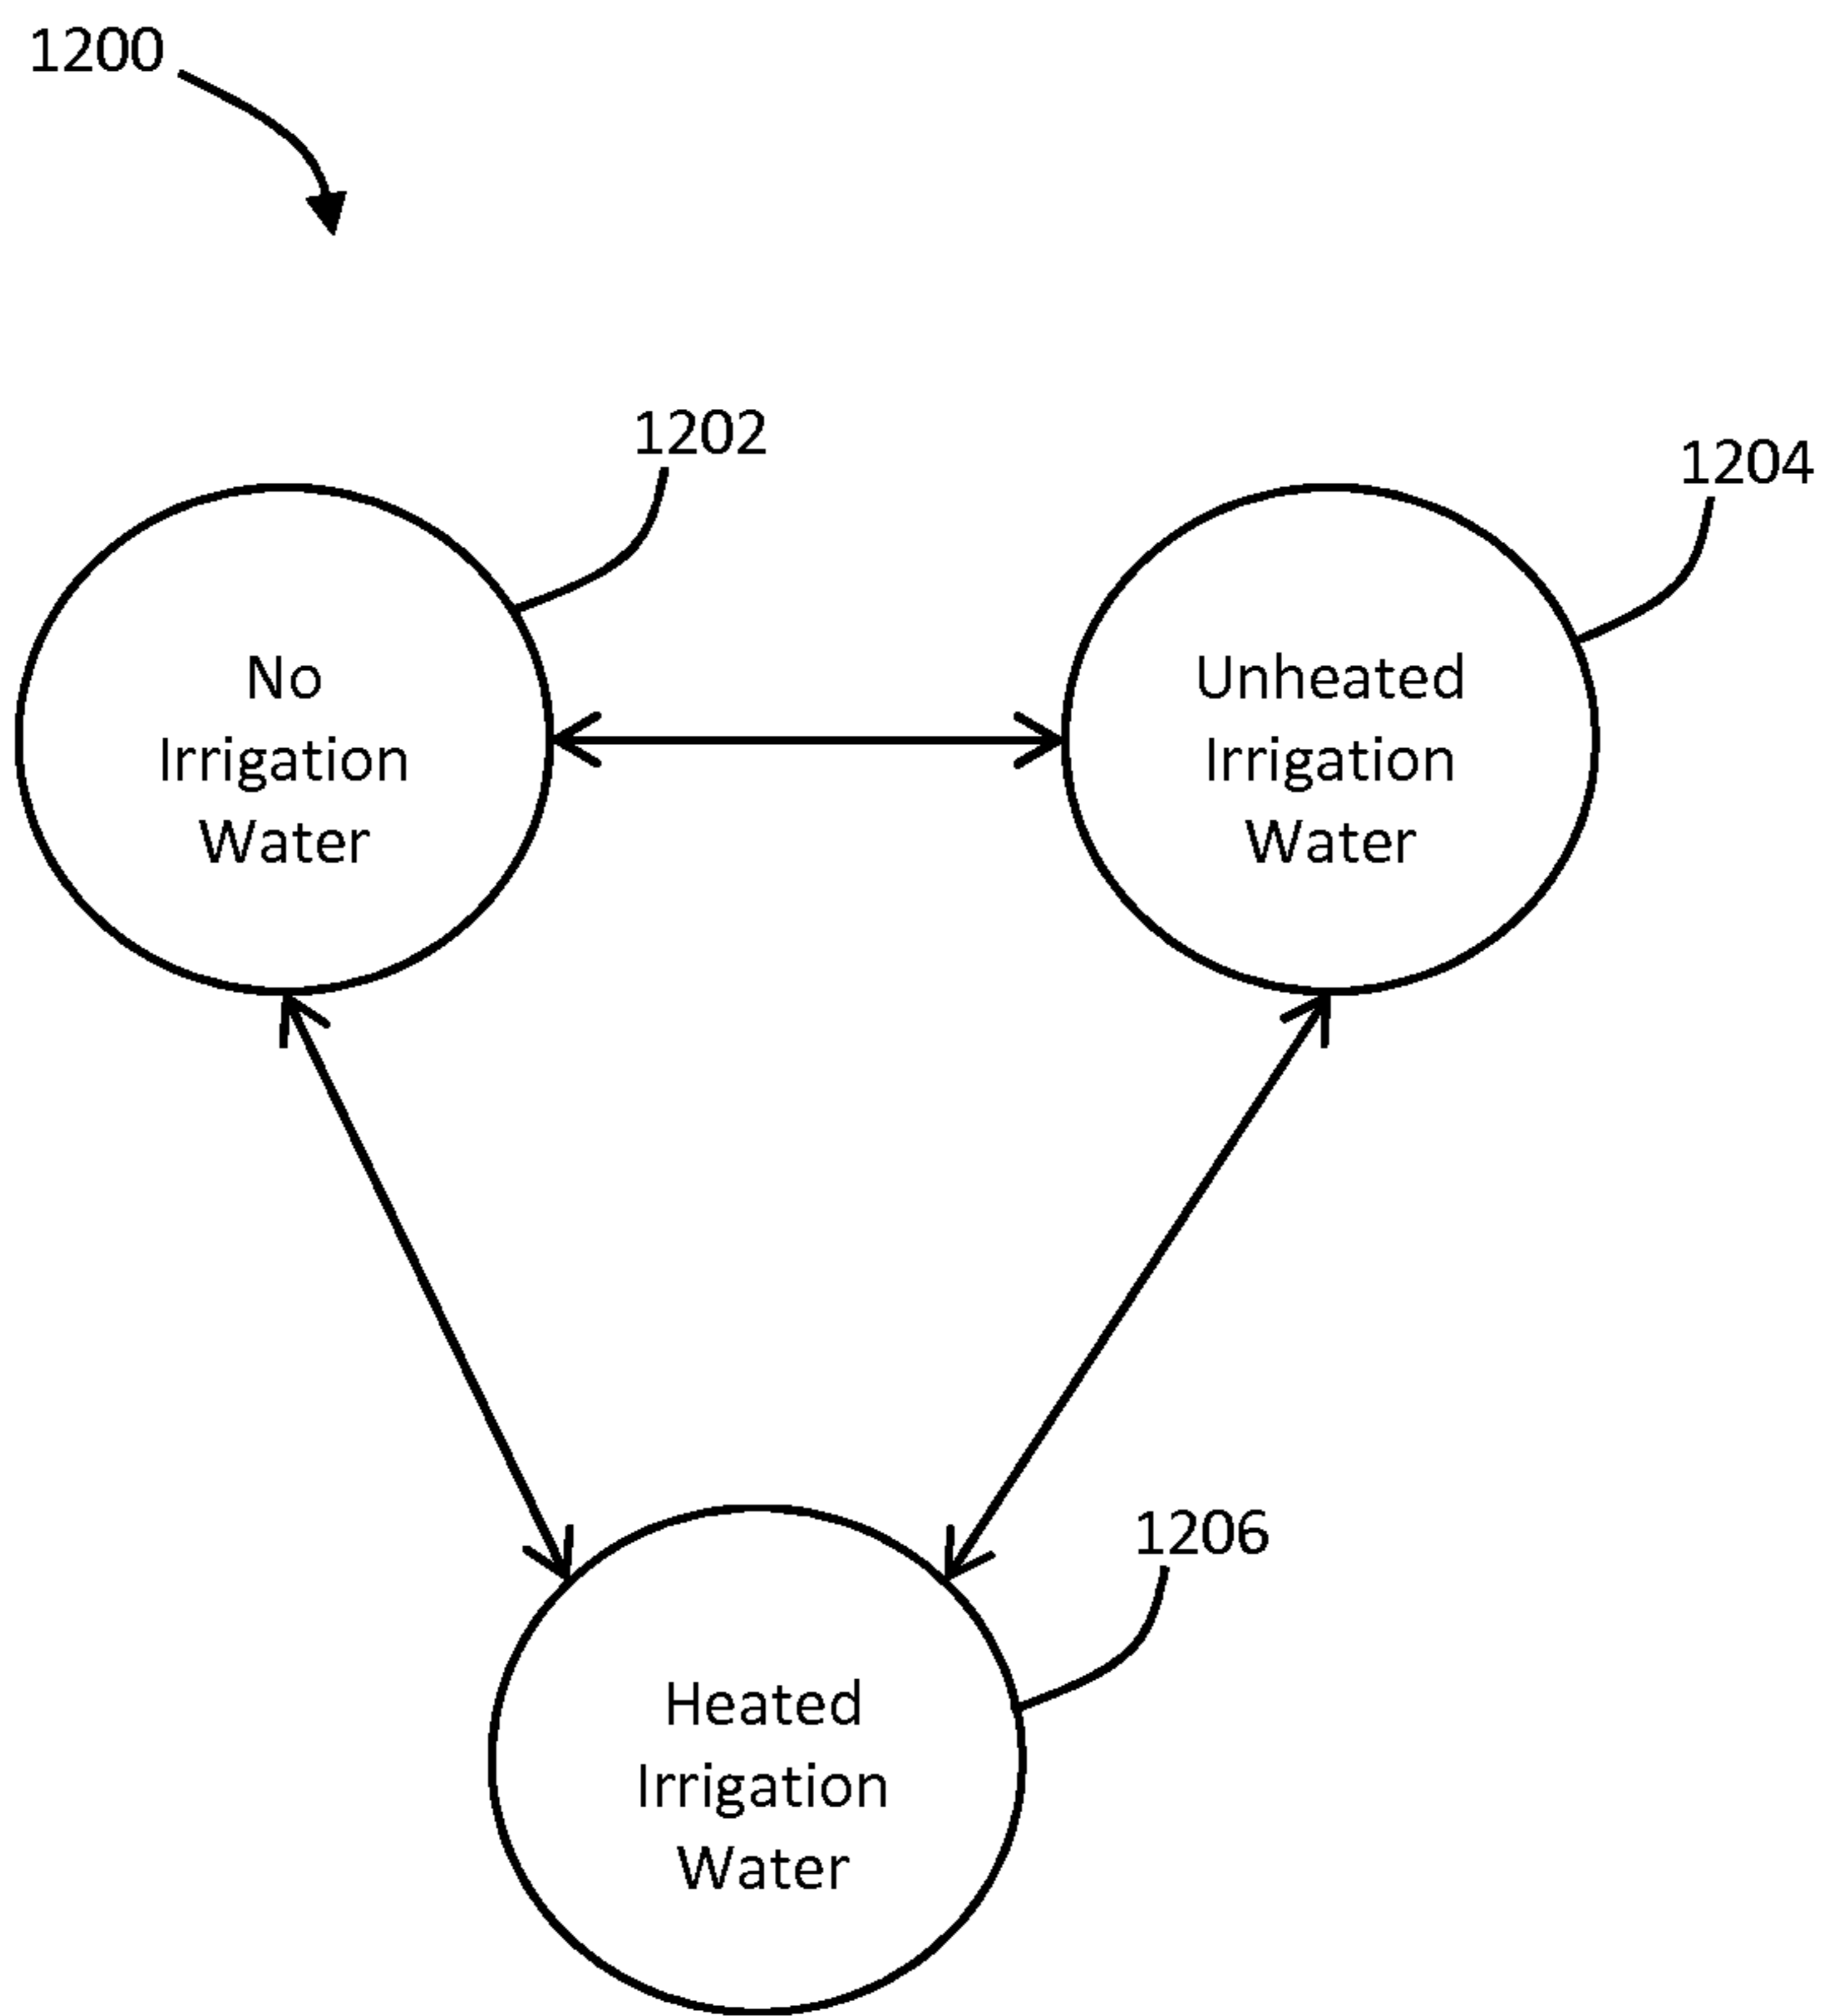 1200
1202
1204
No
Irrigation
Water
Unheated
Irrigation
Water
1206
Heated
Irrigation
Water